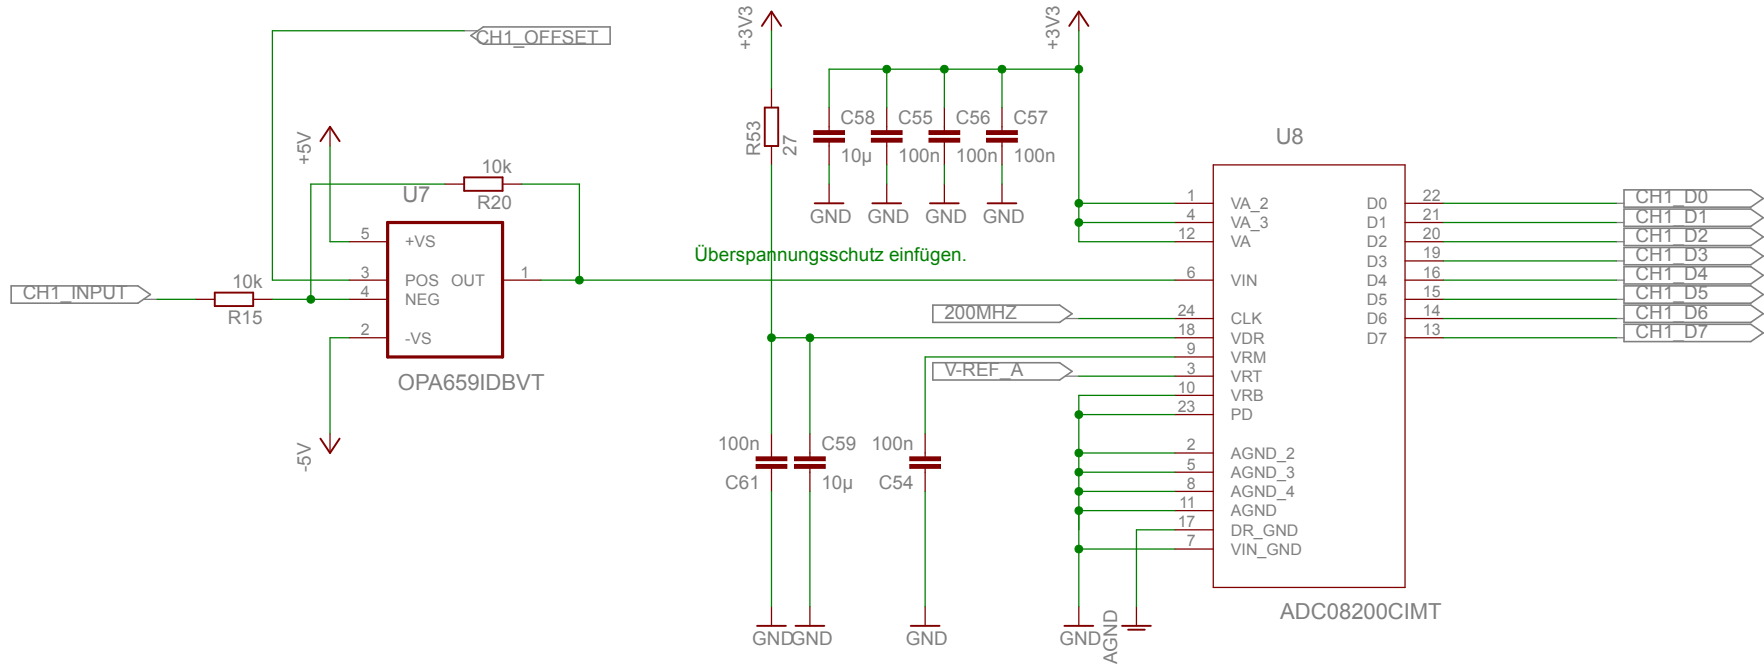 CH1_OFFSET
+3V3
+3V3
C58
C55
C56
C57
10µ
100n
100n
100n
GND
GND
GND
GND
R53
27
+5V
10k
R20
U7
5
+VS
3
POS
OUT
1
4
NEG
2
-VS
OPA659IDBVT
-5V
CH1_INPUT
10k
R15
Überspannungsschutz einfügen.
200MHZ
V-REF_A
100n
C61
C59
10µ
100n
C54
GND
GND
GND
GND
AGND
U8
1
VA_2
4
VA_3
12
VA
6
VIN
24
CLK
18
VDR
9
VRM
3
VRT
10
VRB
23
PD
2
AGND_2
5
AGND_3
8
AGND_4
11
AGND
17
DR_GND
7
VIN_GND
D0
22
CH1_D0
D1
21
CH1_D1
D2
20
CH1_D2
D3
19
CH1_D3
D4
16
CH1_D4
D5
15
CH1_D5
D6
14
CH1_D6
D7
13
CH1_D7
ADC08200CIMT